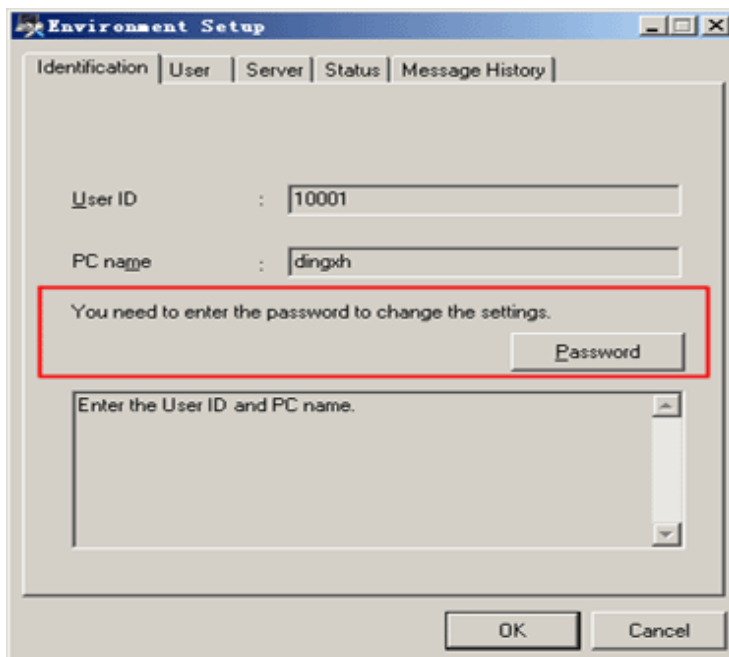 Environment Setup
Identification User Server Status Message History
User ID : 10001
PC name : dingxh
You need to enter the password to change the settings.
Password
Enter the User ID and PC name.
OK Cancel